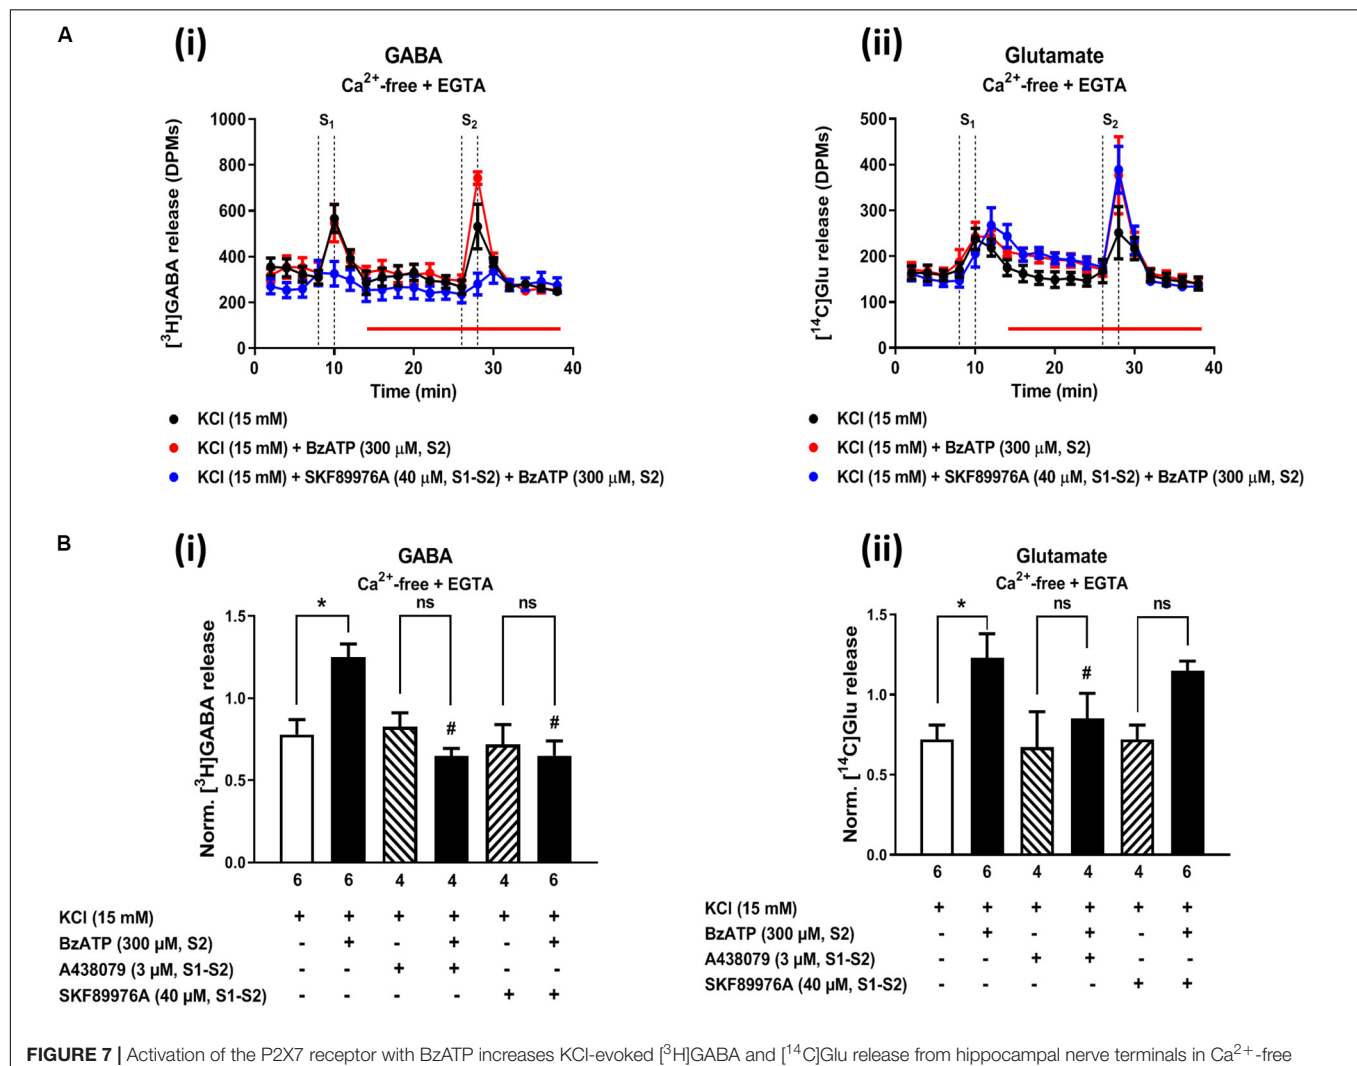 A
(i)
GABA
Ca2+-free + EGTA
[3H]GABA release (DPMs)
1000
800
600
400
200
0
S1
S2
0
10
20
30
40
Time (min)
KCl (15 mM)
KCl (15 mM) + BzATP (300 μM, S2)
KCl (15 mM) + SKF89976A (40 μM, S1-S2) + BzATP (300 μM, S2)
(ii)
Glutamate
Ca2+-free + EGTA
[14C]Glu release (DPMs)
500
400
300
200
100
0
S1
S2
0
10
20
30
40
Time (min)
KCl (15 mM)
KCl (15 mM) + BzATP (300 μM, S2)
KCl (15 mM) + SKF89976A (40 μM, S1-S2) + BzATP (300 μM, S2)
B
(i)
GABA
Ca2+-free + EGTA
Norm. [3H]GABA release
1.5
1.0
0.5
0.0
* ns ns
# #
6 6 4 4 4 6
KCl (15 mM) + + + + + +
BzATP (300 µM, S2) - + - + - +
A438079 (3 µM, S1-S2) - - + + - -
SKF89976A (40 µM, S1-S2) - - - - + +
(ii)
Glutamate
Ca2+-free + EGTA
Norm. [14C]Glu release
1.5
1.0
0.5
0.0
* ns ns
#
6 6 4 4 4 6
KCl (15 mM) + + + + + +
BzATP (300 µM, S2) - + - + - +
A438079 (3 µM, S1-S2) - - + + - -
SKF89976A (40 µM, S1-S2) - - - - + +
FIGURE 7 | Activation of the P2X7 receptor with BzATP increases KCl-evoked [3H]GABA and [14C]Glu release from hippocampal nerve terminals in Ca2+-free